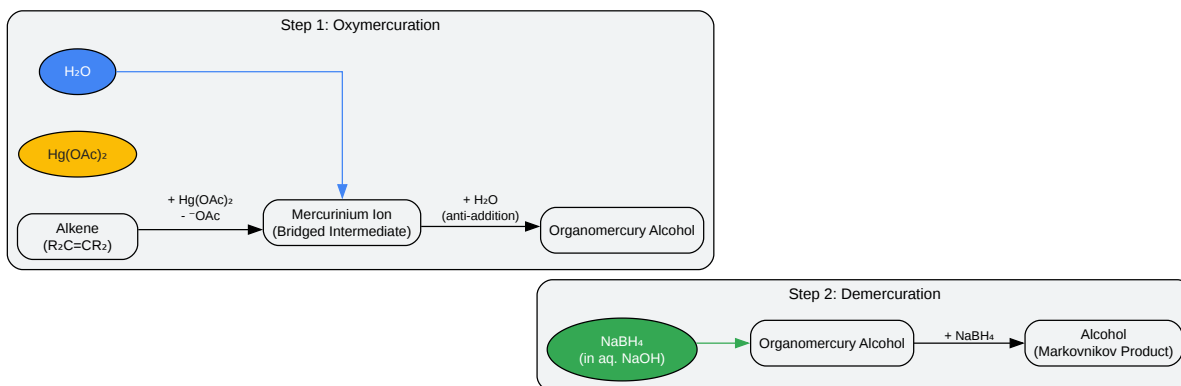 Step 1: Oxymercuration
H₂O
Hg(OAc)₂
+ Hg(OAc)₂
- ⁻OAc
Alkene
(R₂C=CR₂)
Mercurinium Ion
(Bridged Intermediate)
+ H₂O
(anti-addition)
Organomercury Alcohol
Step 2: Demercuration
NaBH₄
(in aq. NaOH)
Organomercury Alcohol
+ NaBH₄
Alcohol
(Markovnikov Product)